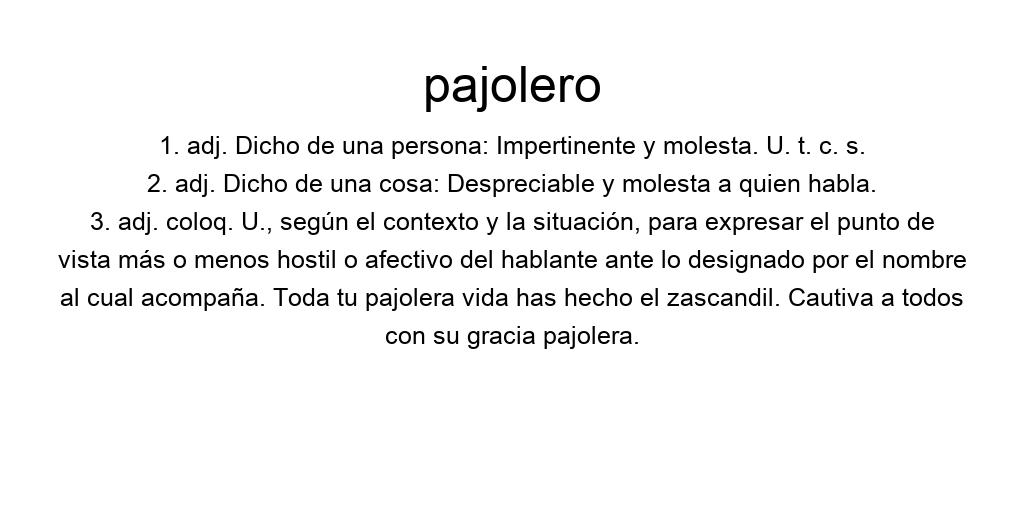 pajolero
1. adj. Dicho de una persona: Impertinente y molesta. U. t. c. s.
2. adj. Dicho de una cosa: Despreciable y molesta a quien habla.
3. adj. coloq. U., según el contexto y la situación, para expresar el punto de
vista más o menos hostil o afectivo del hablante ante lo designado por el nombre
al cual acompaña. Toda tu pajolera vida has hecho el zascandil. Cautiva a todos
con su gracia pajolera.